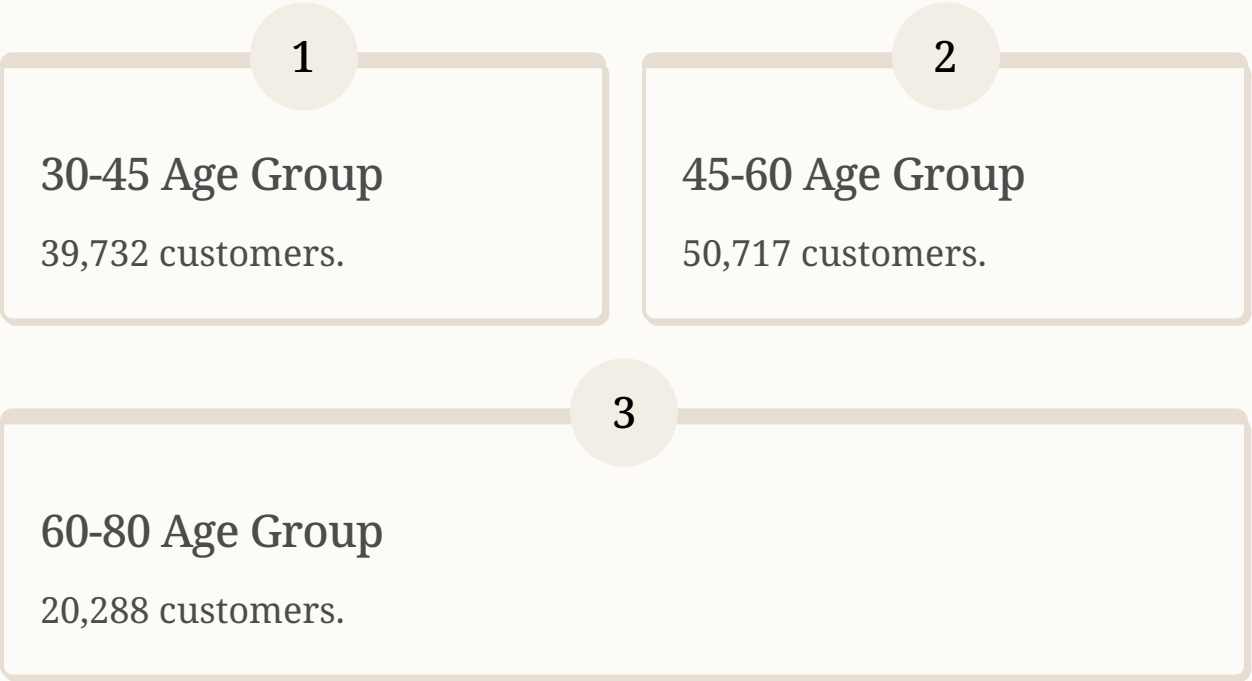 1
30-45 Age Group
39,732 customers.
2
45-60 Age Group
50,717 customers.
3
60-80 Age Group
20,288 customers.